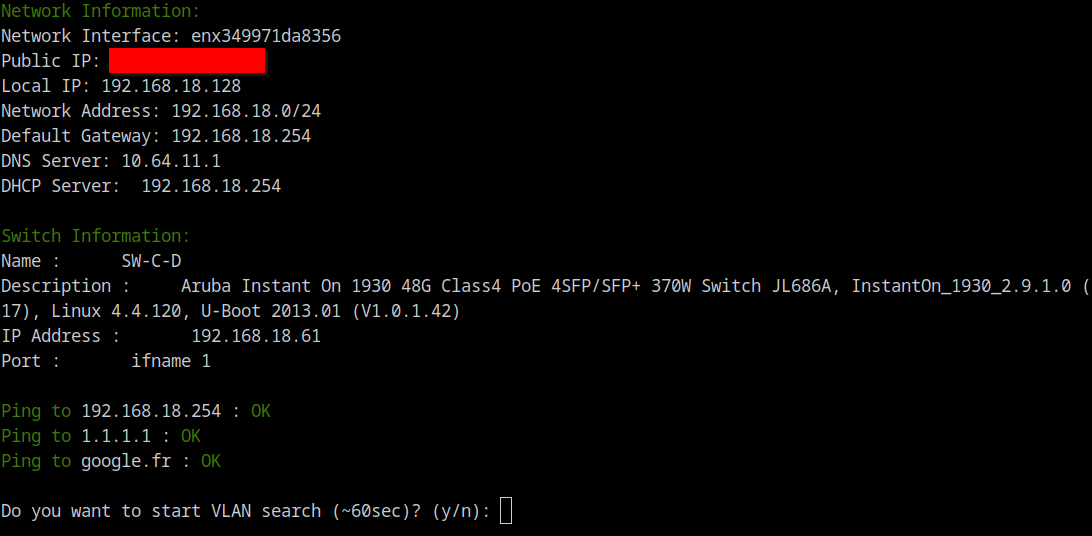 Network Information:
Network Interface: enx349971da8356
Public IP:
Local IP: 192.168.18.128
Network Address: 192.168.18.0/24
Default Gateway: 192.168.18.254
DNS Server: 10.64.11.1
DHCP Server:  192.168.18.254
Switch Information:
Name :      SW-C-D
Description :     Aruba Instant On 1930 48G Class4 PoE 4SFP/SFP+ 370W Switch JL686A, InstantOn_1930_2.9.1.0 (
17), Linux 4.4.120, U-Boot 2013.01 (V1.0.1.42)
IP Address :       192.168.18.61
Port :       ifname 1
Ping to 192.168.18.254 : OK
Ping to 1.1.1.1 : OK
Ping to google.fr : OK
Do you want to start VLAN search (~60sec)? (y/n):